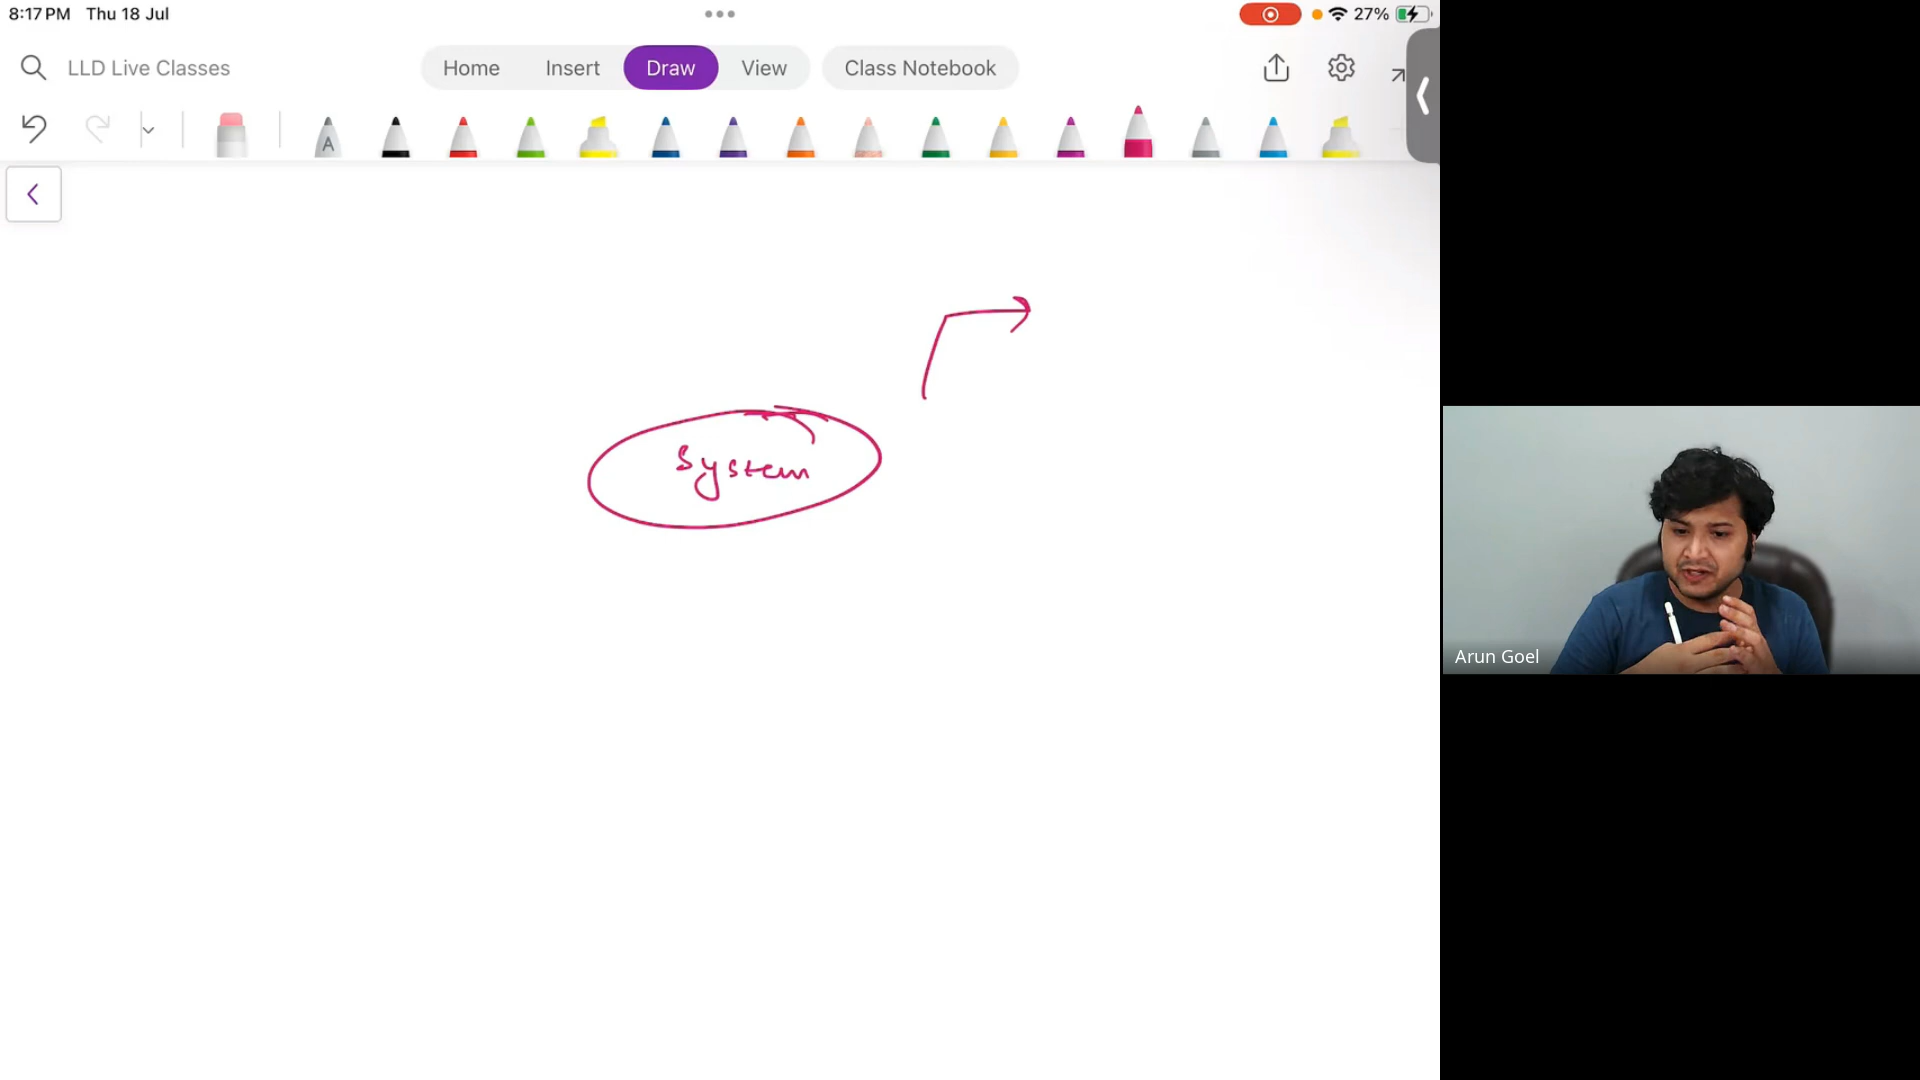 8:17 PM Thu 18 Jul 27%
LLD Live Classes Home Insert Draw View Class Notebook
A
System
Arun Goel